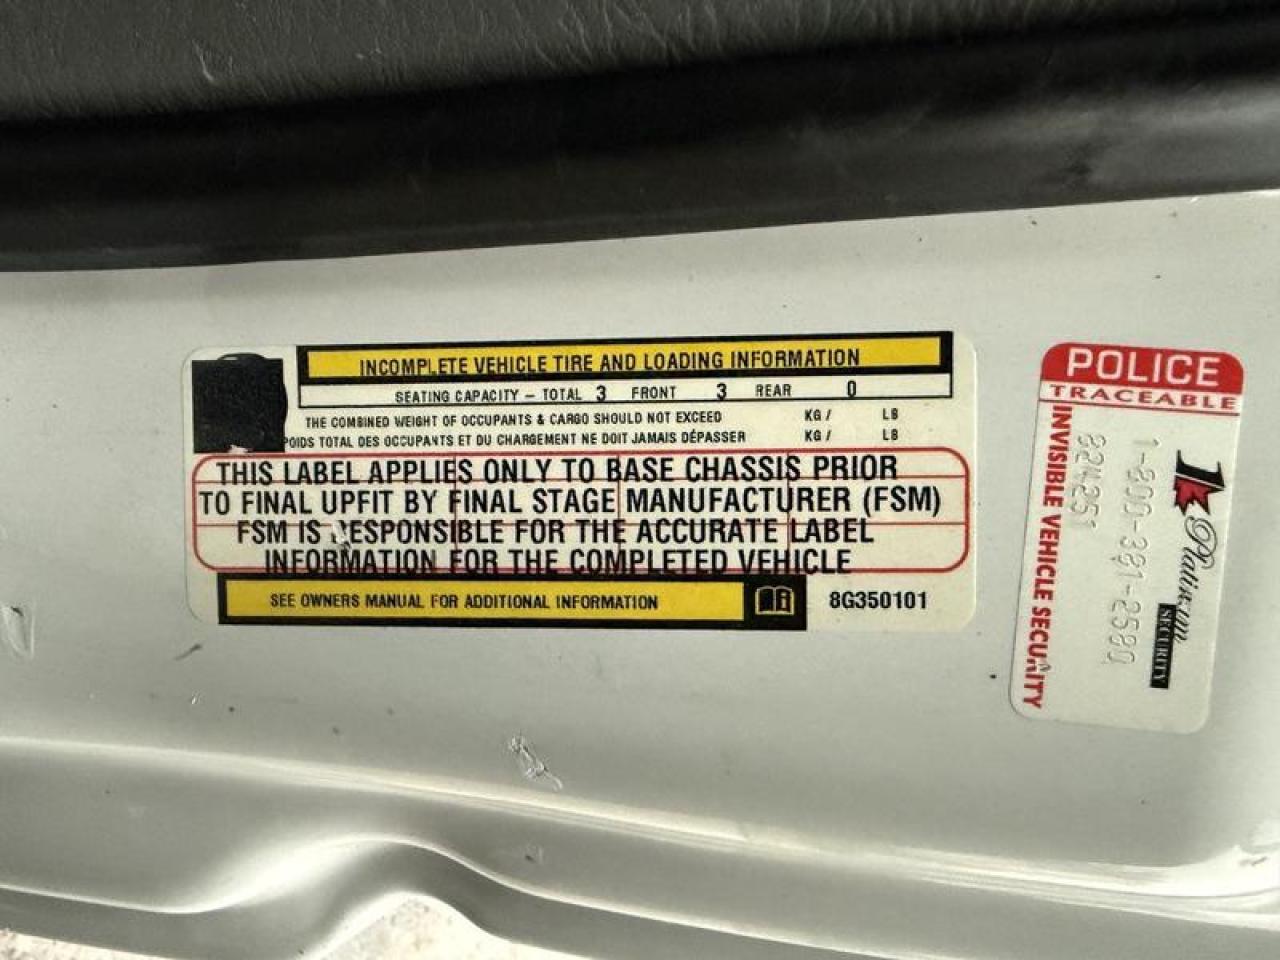 INCOMPLETE VEHICLE TIRE AND LOADING INFORMATION
SEATING CAPACITY – TOTAL 3 FRONT 3 REAR 0
THE COMBINED WEIGHT OF OCCUPANTS & CARGO SHOULD NOT EXCEED KG / LB
POIDS TOTAL DES OCCUPANTS ET DU CHARGEMENT NE DOIT JAMAIS DÉPASSER KG / LB
THIS LABEL APPLIES ONLY TO BASE CHASSIS PRIOR
TO FINAL UPFIT BY FINAL STAGE MANUFACTURER (FSM)
FSM IS RESPONSIBLE FOR THE ACCURATE LABEL
INFORMATION FOR THE COMPLETED VEHICLE
SEE OWNERS MANUAL FOR ADDITIONAL INFORMATION
8G350101
POLICE
TRACEABLE
1 Platinum
SECURITY
1-800-381-2580
INVISIBLE VEHICLE SECURITY